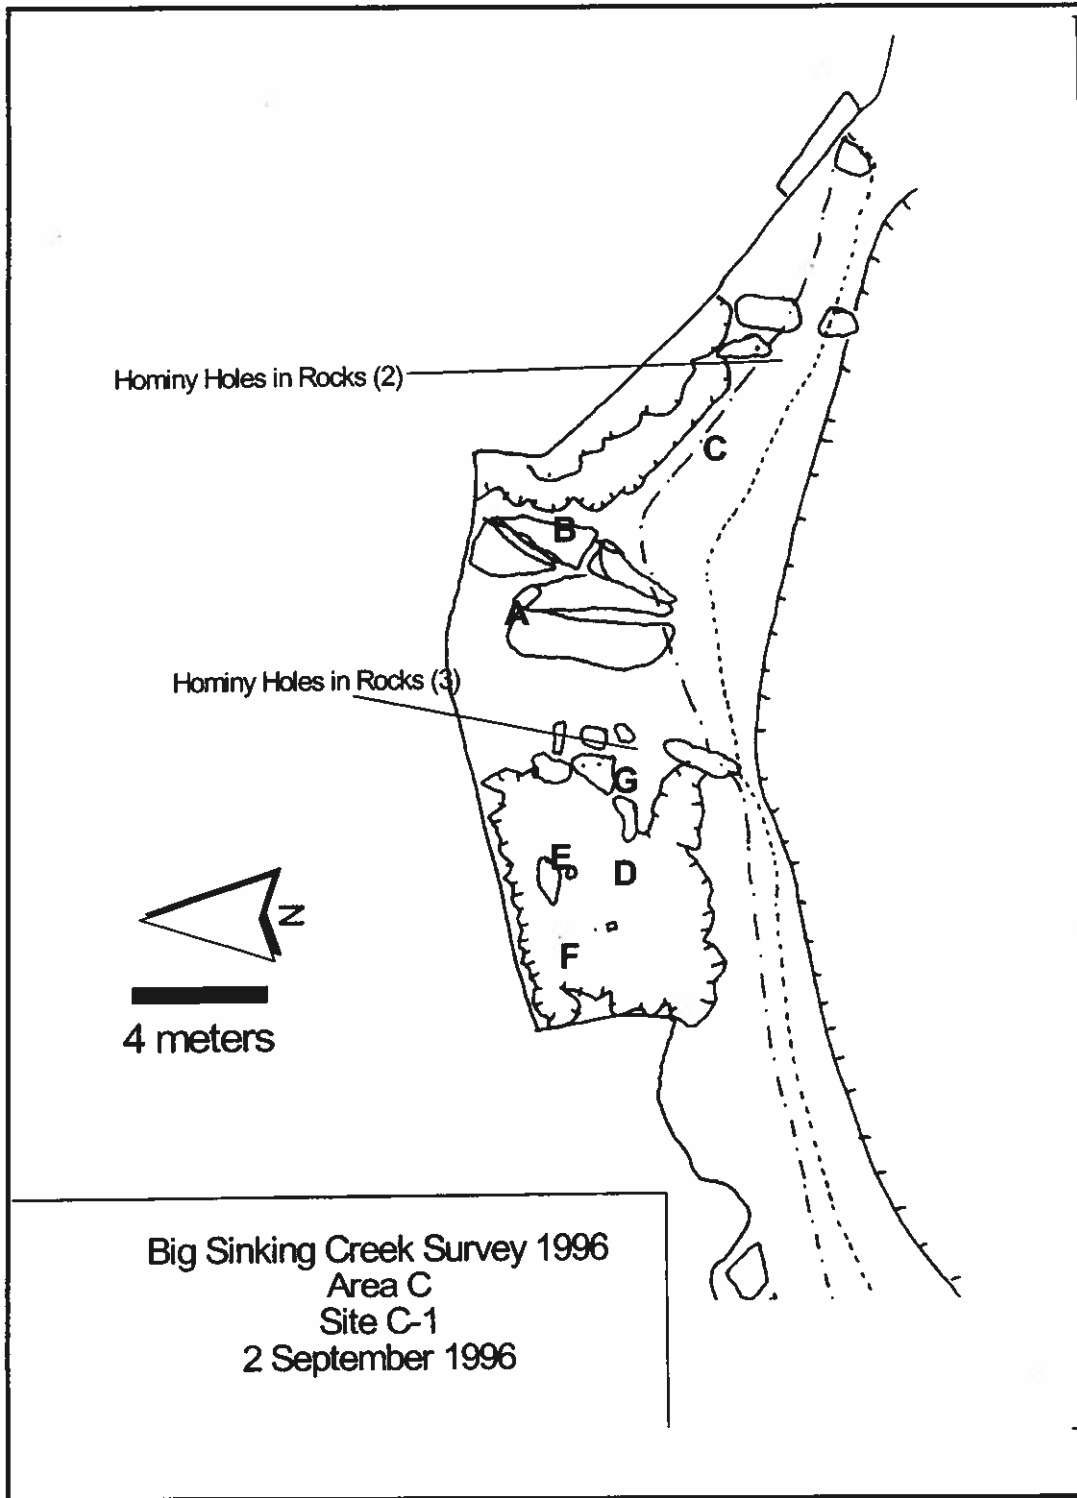 Hominy Holes in Rocks (2)
C
B
A
Hominy Holes in Rocks (3)
G
E
D
F
N
4 meters
Big Sinking Creek Survey 1996
Area C
Site C-1
2 September 1996